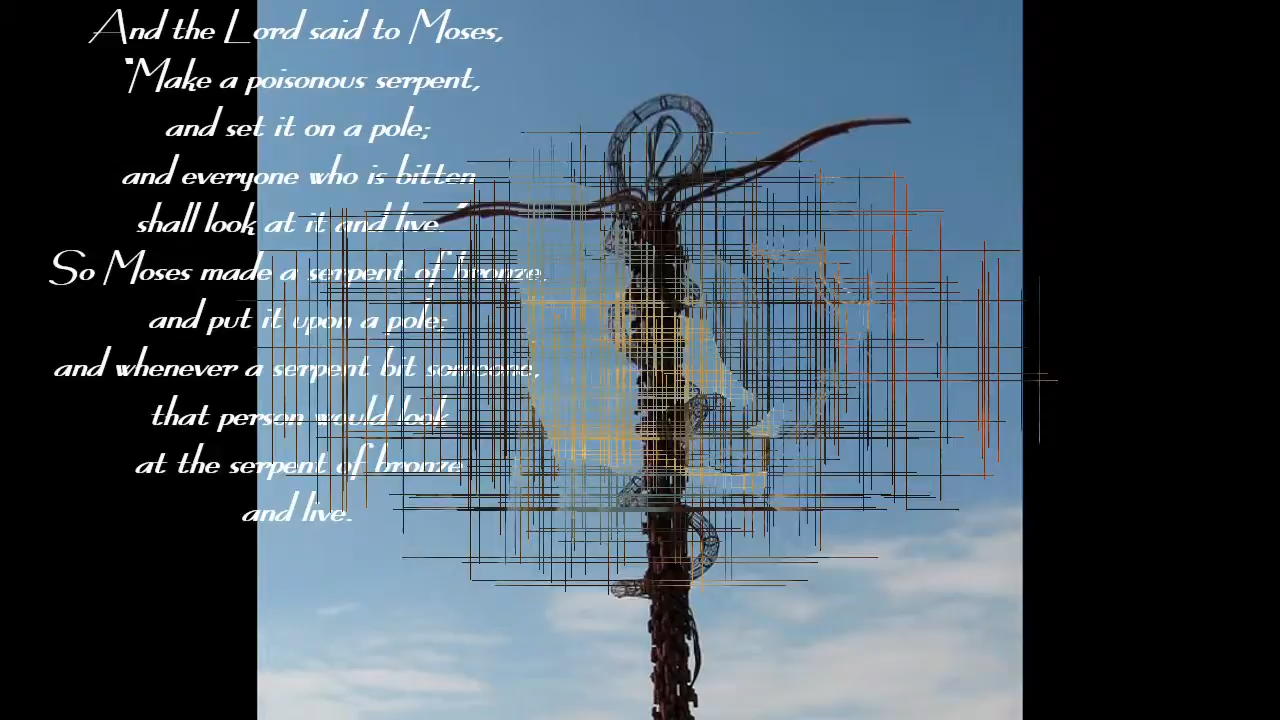 And the Lord said to Moses,
"Make a poisonous serpent,
and set it on a pole;
and everyone who is bitten
shall look at it and live."
So Moses made a serpent of bronze,
and put it upon a pole;
and whenever a serpent bit someone,
that person would look
at the serpent of bronze
and live.